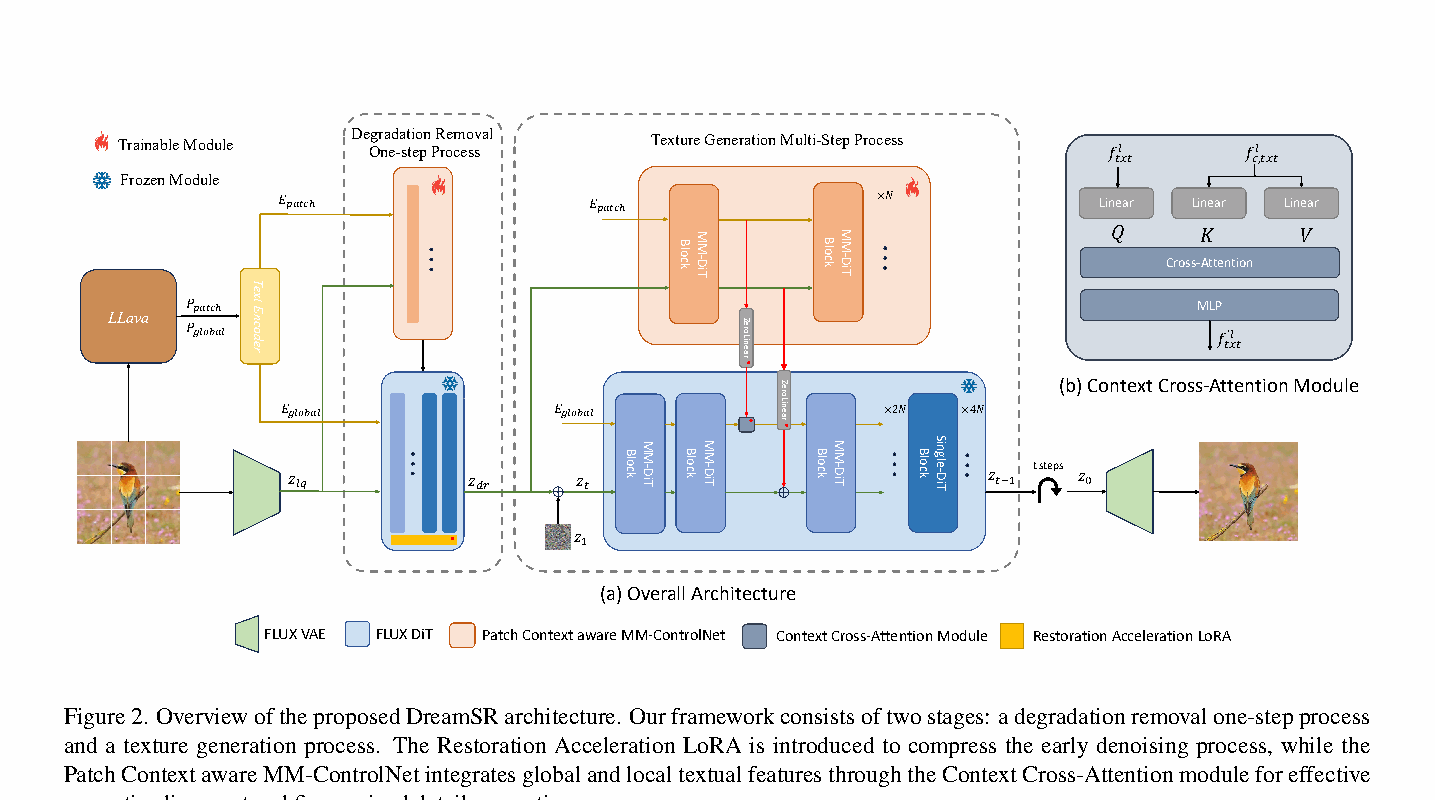 Trainable Module
Frozen Module
Degradation Removal
One-step Process
Texture Generation Multi-Step Process
E_patch
E_patch
×N
MM-DiT
Block
MM-DiT
Block
LLava
P_patch
P_global
Text Encoder
Zero Linear
Zero Linear
E_global
E_global
×2N
×4N
MM-DiT
Block
MM-DiT
Block
MM-DiT
Block
Single-DiT
Block
Z_lq
Z_dr
Z_t
Z_1
Z_{t-1}
t steps
Z_0
f^l_txt
f^l_c,txt
Linear
Linear
Linear
Q
K
V
Cross-Attention
MLP
f'^l_txt
(b) Context Cross-Attention Module
(a) Overall Architecture
FLUX VAE
FLUX DiT
Patch Context aware MM-ControlNet
Context Cross-Attention Module
Restoration Acceleration LoRA
Figure 2. Overview of the proposed DreamSR architecture. Our framework consists of two stages: a degradation removal one-step process
and a texture generation process. The Restoration Acceleration LoRA is introduced to compress the early denoising process, while the
Patch Context aware MM-ControlNet integrates global and local textual features through the Context Cross-Attention module for effective